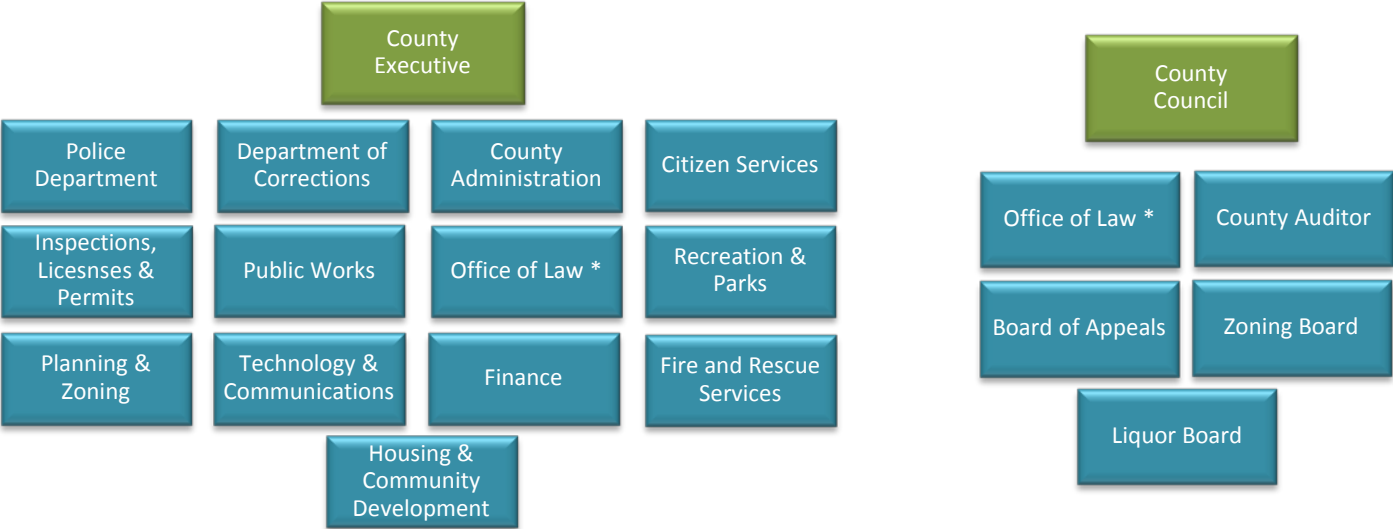 County
Executive
Police
Department
Department of
Corrections
County
Administration
Citizen Services
Inspections,
Licesnses &
Permits
Public Works
Office of Law *
Recreation &
Parks
Planning &
Zoning
Technology &
Communications
Finance
Fire and Rescue
Services
Housing &
Community
Development
County
Council
Office of Law *
County Auditor
Board of Appeals
Zoning Board
Liquor Board